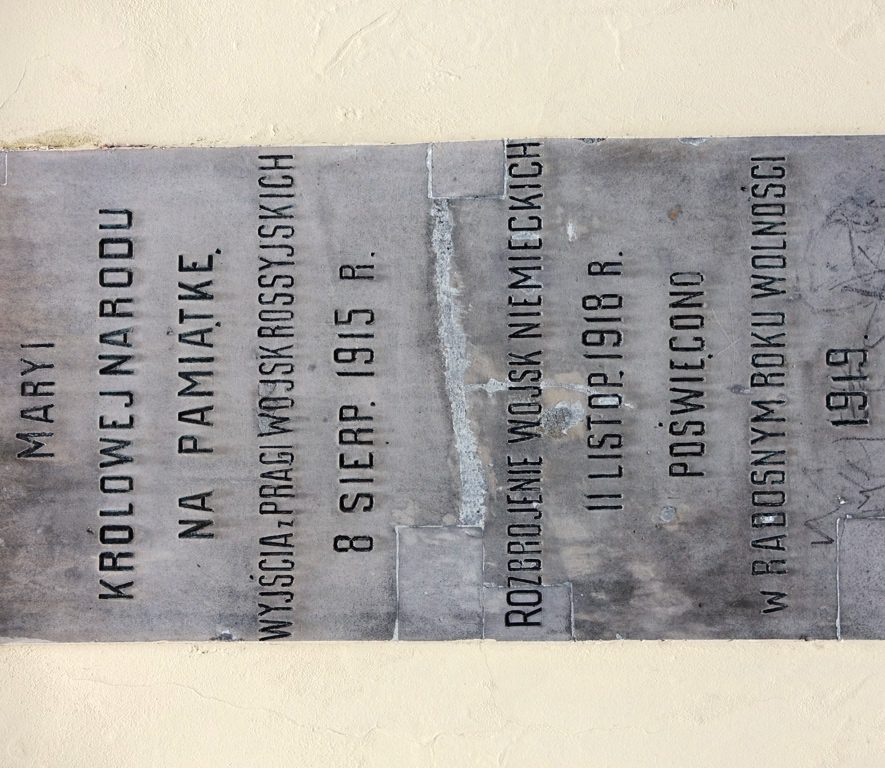 MARYI
KRÓLOWEJ NARODU
NA PAMIĄTKĘ.
WYJŚCIA z PRAGI WOJSK ROSSYJSKICH
8 SIERP. 1915 R.
ROZBROJENIE WOJSK NIEMIECKICH
11 LISTOP. 1918 R.
POŚWIĘCONO
W RADOSNYM ROKU WOLNOŚCI
1919.